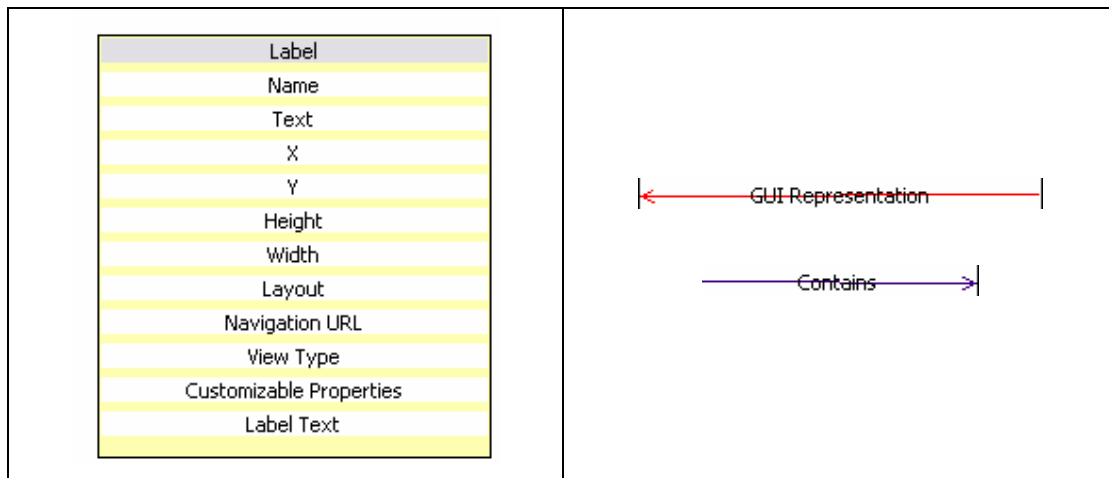 Label
Name
Text
X
Y
Height
Width
Layout
Navigation URL
View Type
Customizable Properties
Label Text
GUI Representation
Contains